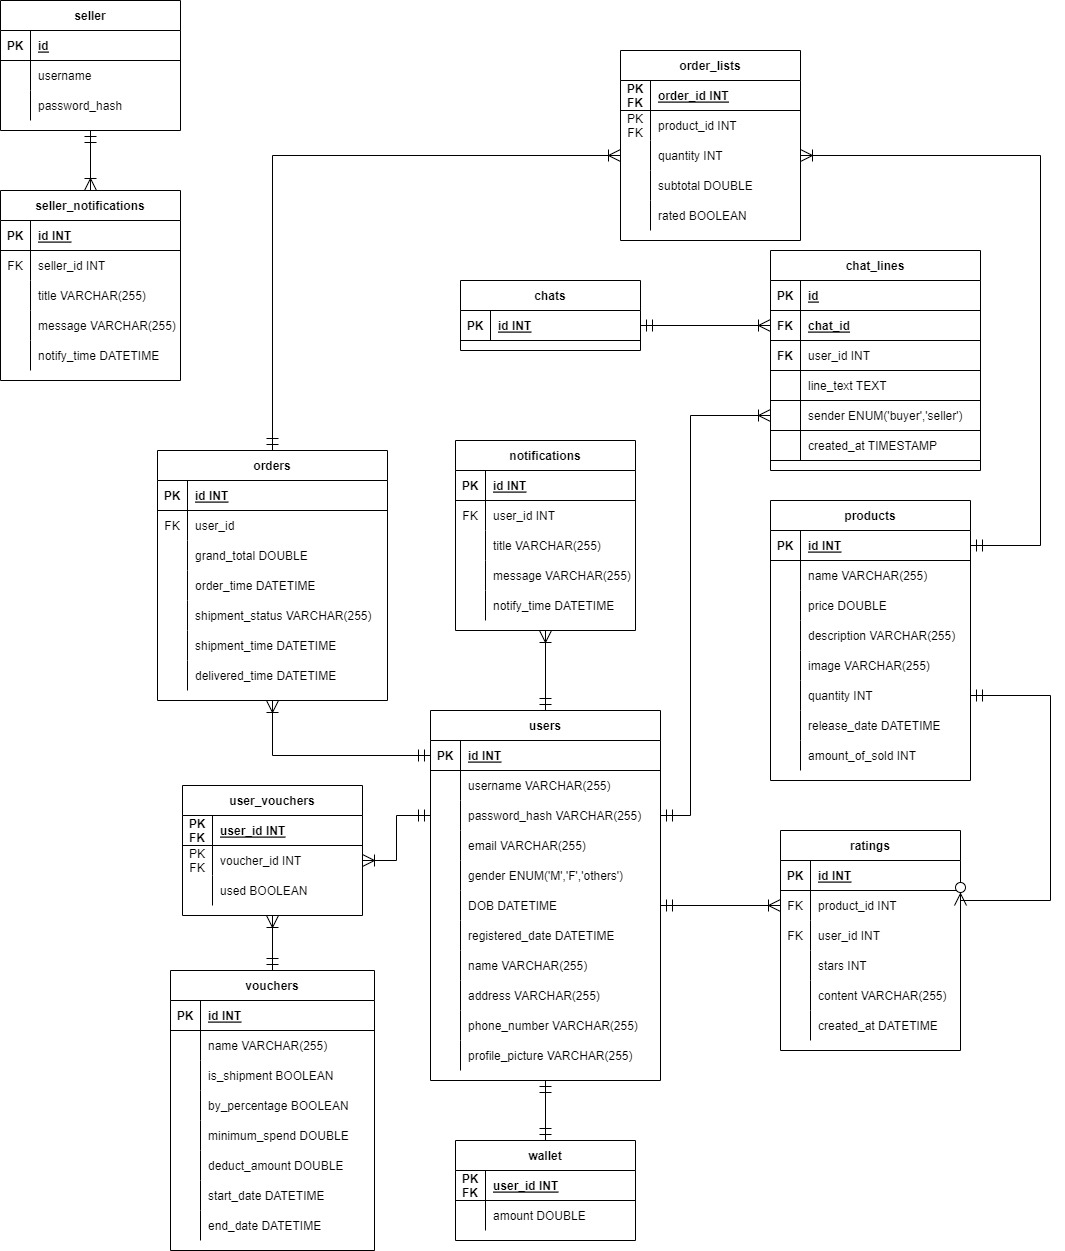 seller
PK id
username
password_hash
seller_notifications
PK id INT
FK seller_id INT
title VARCHAR(255)
message VARCHAR(255)
notify_time DATETIME
order_lists
PK
FK order_id INT
PK
FK product_id INT
quantity INT
subtotal DOUBLE
rated BOOLEAN
chats
PK id INT
chat_lines
PK id
FK chat_id
FK user_id INT
line_text TEXT
sender ENUM('buyer','seller')
created_at TIMESTAMP
orders
PK id INT
FK user_id
grand_total DOUBLE
order_time DATETIME
shipment_status VARCHAR(255)
shipment_time DATETIME
delivered_time DATETIME
notifications
PK id INT
FK user_id INT
title VARCHAR(255)
message VARCHAR(255)
notify_time DATETIME
products
PK id INT
name VARCHAR(255)
price DOUBLE
description VARCHAR(255)
image VARCHAR(255)
quantity INT
release_date DATETIME
amount_of_sold INT
users
PK id INT
username VARCHAR(255)
password_hash VARCHAR(255)
email VARCHAR(255)
gender ENUM('M','F','others')
DOB DATETIME
registered_date DATETIME
name VARCHAR(255)
address VARCHAR(255)
phone_number VARCHAR(255)
profile_picture VARCHAR(255)
user_vouchers
PK
FK user_id INT
PK
FK voucher_id INT
used BOOLEAN
ratings
PK id INT
FK product_id INT
FK user_id INT
stars INT
content VARCHAR(255)
created_at DATETIME
vouchers
PK id INT
name VARCHAR(255)
is_shipment BOOLEAN
by_percentage BOOLEAN
minimum_spend DOUBLE
deduct_amount DOUBLE
start_date DATETIME
end_date DATETIME
wallet
PK
FK user_id INT
amount DOUBLE